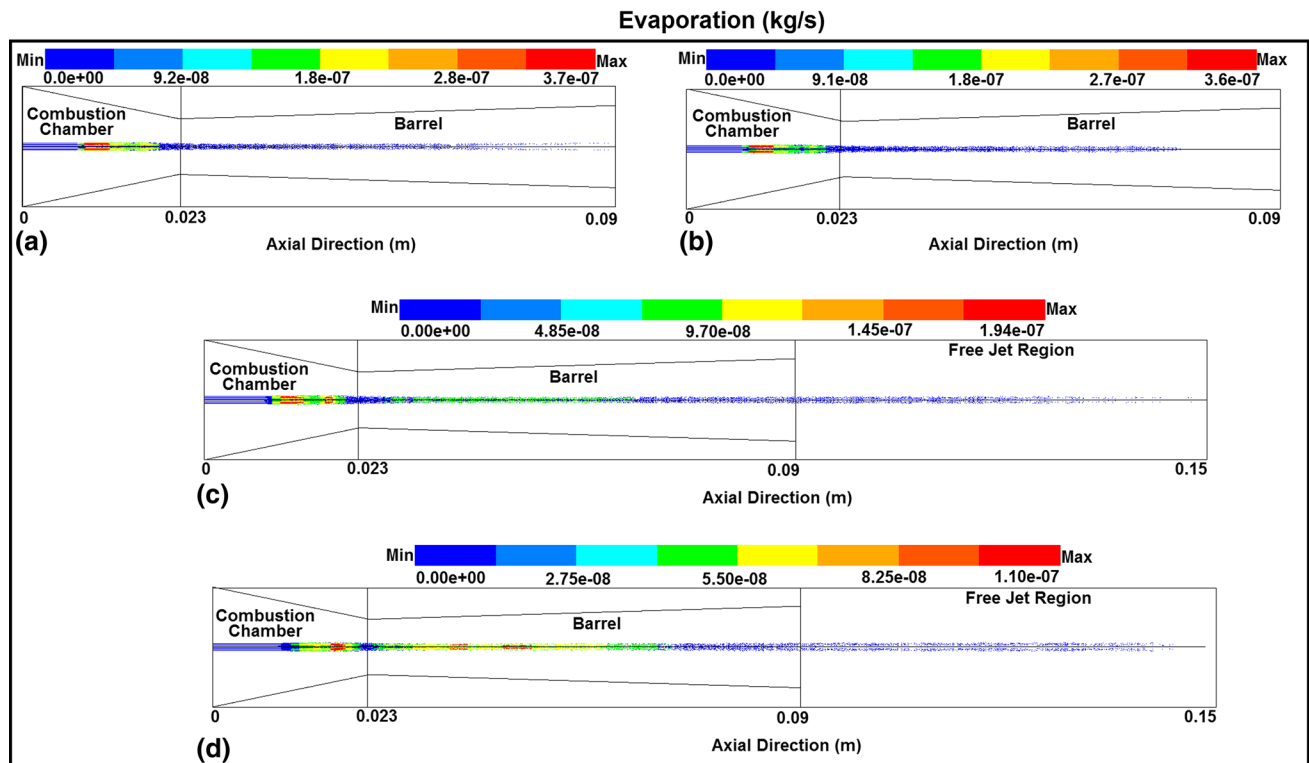 Evaporation (kg/s)
Min Max
0.0e+00 9.2e-08 1.8e-07 2.8e-07 3.7e-07
Combustion
Chamber
Barrel
0 0.023 0.09
(a)
Axial Direction (m)
Min Max
0.0e+00 9.1e-08 1.8e-07 2.7e-07 3.6e-07
Combustion
Chamber
Barrel
0 0.023 0.09
(b)
Axial Direction (m)
Min Max
0.00e+00 4.85e-08 9.70e-08 1.45e-07 1.94e-07
Free Jet Region
Combustion
Chamber
Barrel
0 0.023 0.09 0.15
(c)
Axial Direction (m)
Min Max
0.00e+00 2.75e-08 5.50e-08 8.25e-08 1.10e-07
Free Jet Region
Combustion
Chamber
Barrel
0 0.023 0.09 0.15
(d)
Axial Direction (m)